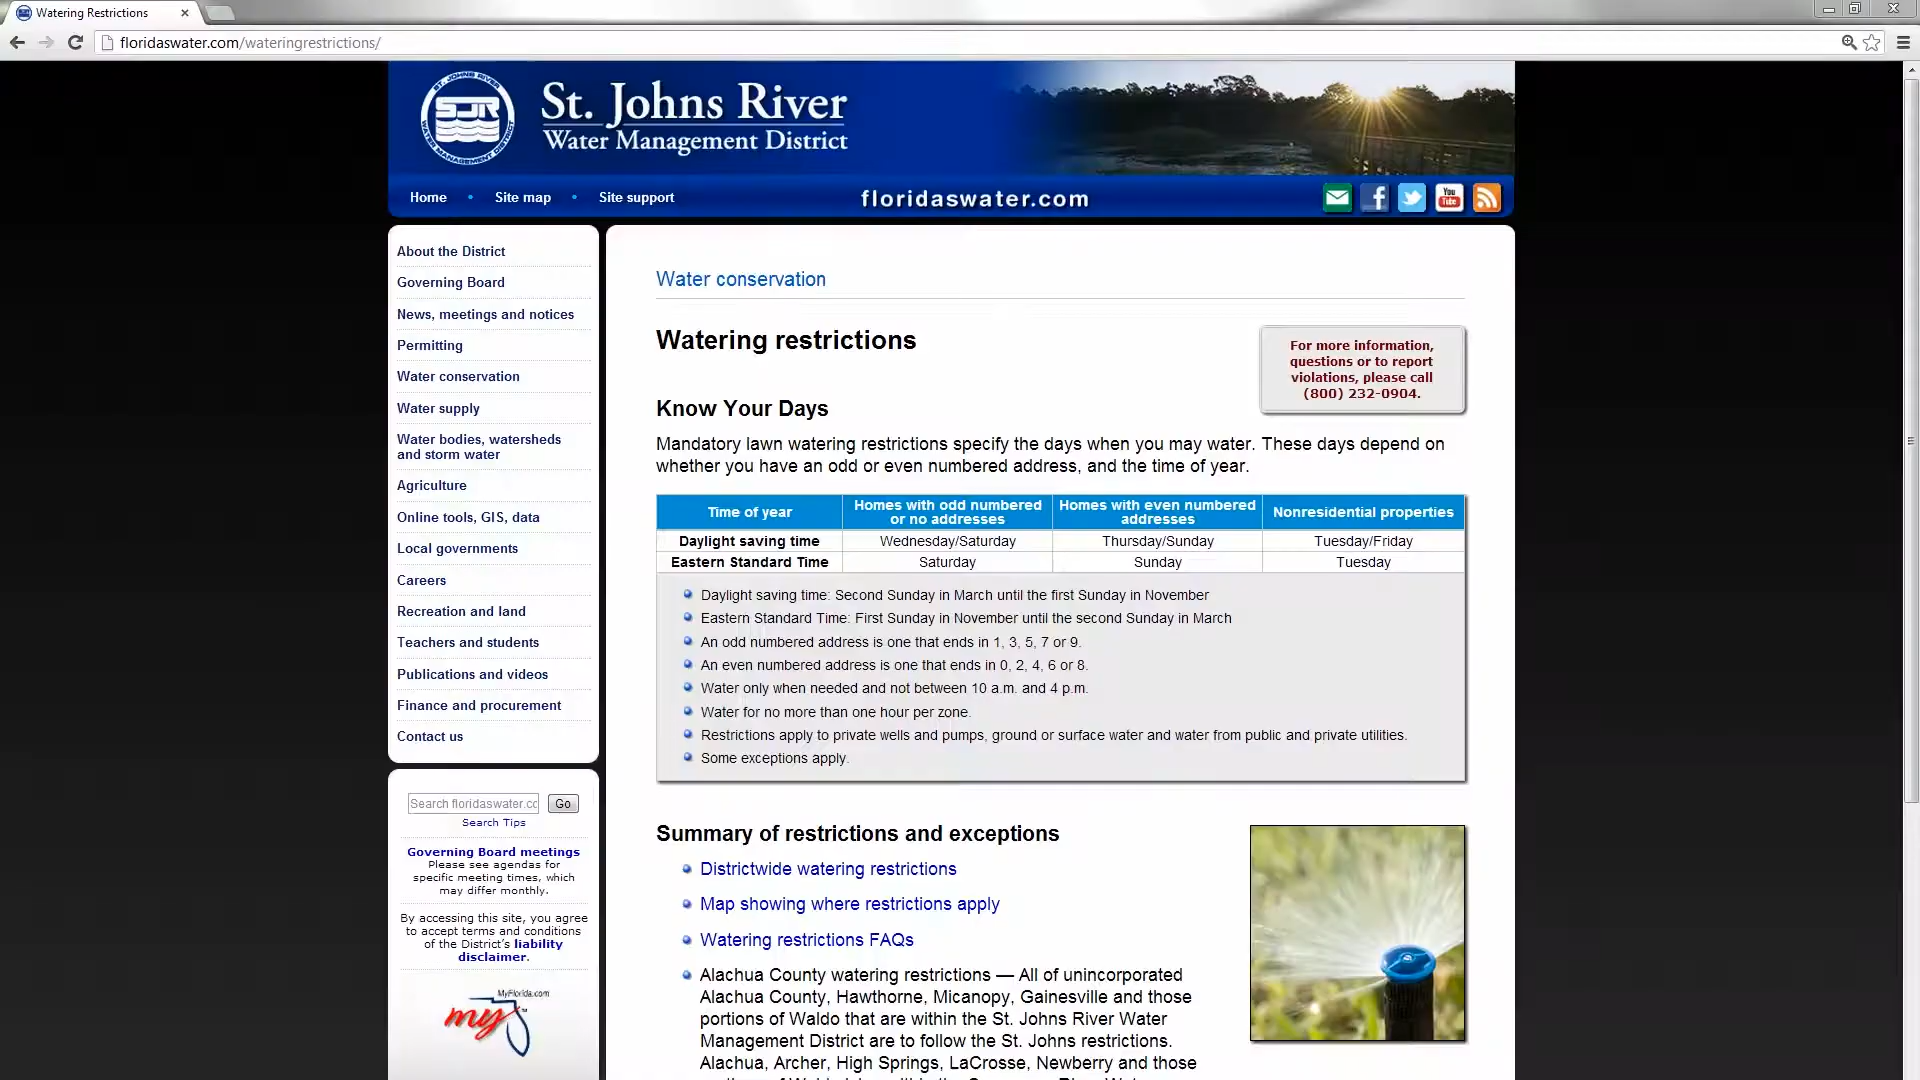 Watering Restrictions
floridaswater.com/wateringrestrictions/
ST. JOHNS RIVER
SJR
WATER MANAGEMENT DISTRICT
St. Johns River
Water Management District
Home • Site map • Site support
floridaswater.com
You
Tube
About the District
Governing Board
News, meetings and notices
Permitting
Water conservation
Water supply
Water bodies, watersheds
and storm water
Agriculture
Online tools, GIS, data
Local governments
Careers
Recreation and land
Teachers and students
Publications and videos
Finance and procurement
Contact us
Search floridaswater.cc
Go
Search Tips
Governing Board meetings
Please see agendas for
specific meeting times, which
may differ monthly.
By accessing this site, you agree
to accept terms and conditions
of the District's liability
disclaimer.
MyFlorida.com
my
Water conservation
Watering restrictions
For more information,
questions or to report
violations, please call
(800) 232-0904.
Know Your Days
Mandatory lawn watering restrictions specify the days when you may water. These days depend on
whether you have an odd or even numbered address, and the time of year.
Time of year
Homes with odd numbered
or no addresses
Homes with even numbered
addresses
Nonresidential properties
Daylight saving time Wednesday/Saturday Thursday/Sunday Tuesday/Friday
Eastern Standard Time Saturday Sunday Tuesday
Daylight saving time: Second Sunday in March until the first Sunday in November
Eastern Standard Time: First Sunday in November until the second Sunday in March
An odd numbered address is one that ends in 1, 3, 5, 7 or 9.
An even numbered address is one that ends in 0, 2, 4, 6 or 8.
Water only when needed and not between 10 a.m. and 4 p.m.
Water for no more than one hour per zone.
Restrictions apply to private wells and pumps, ground or surface water and water from public and private utilities.
Some exceptions apply.
Summary of restrictions and exceptions
Districtwide watering restrictions
Map showing where restrictions apply
Watering restrictions FAQs
Alachua County watering restrictions — All of unincorporated
Alachua County, Hawthorne, Micanopy, Gainesville and those
portions of Waldo that are within the St. Johns River Water
Management District are to follow the St. Johns restrictions.
Alachua, Archer, High Springs, LaCrosse, Newberry and those